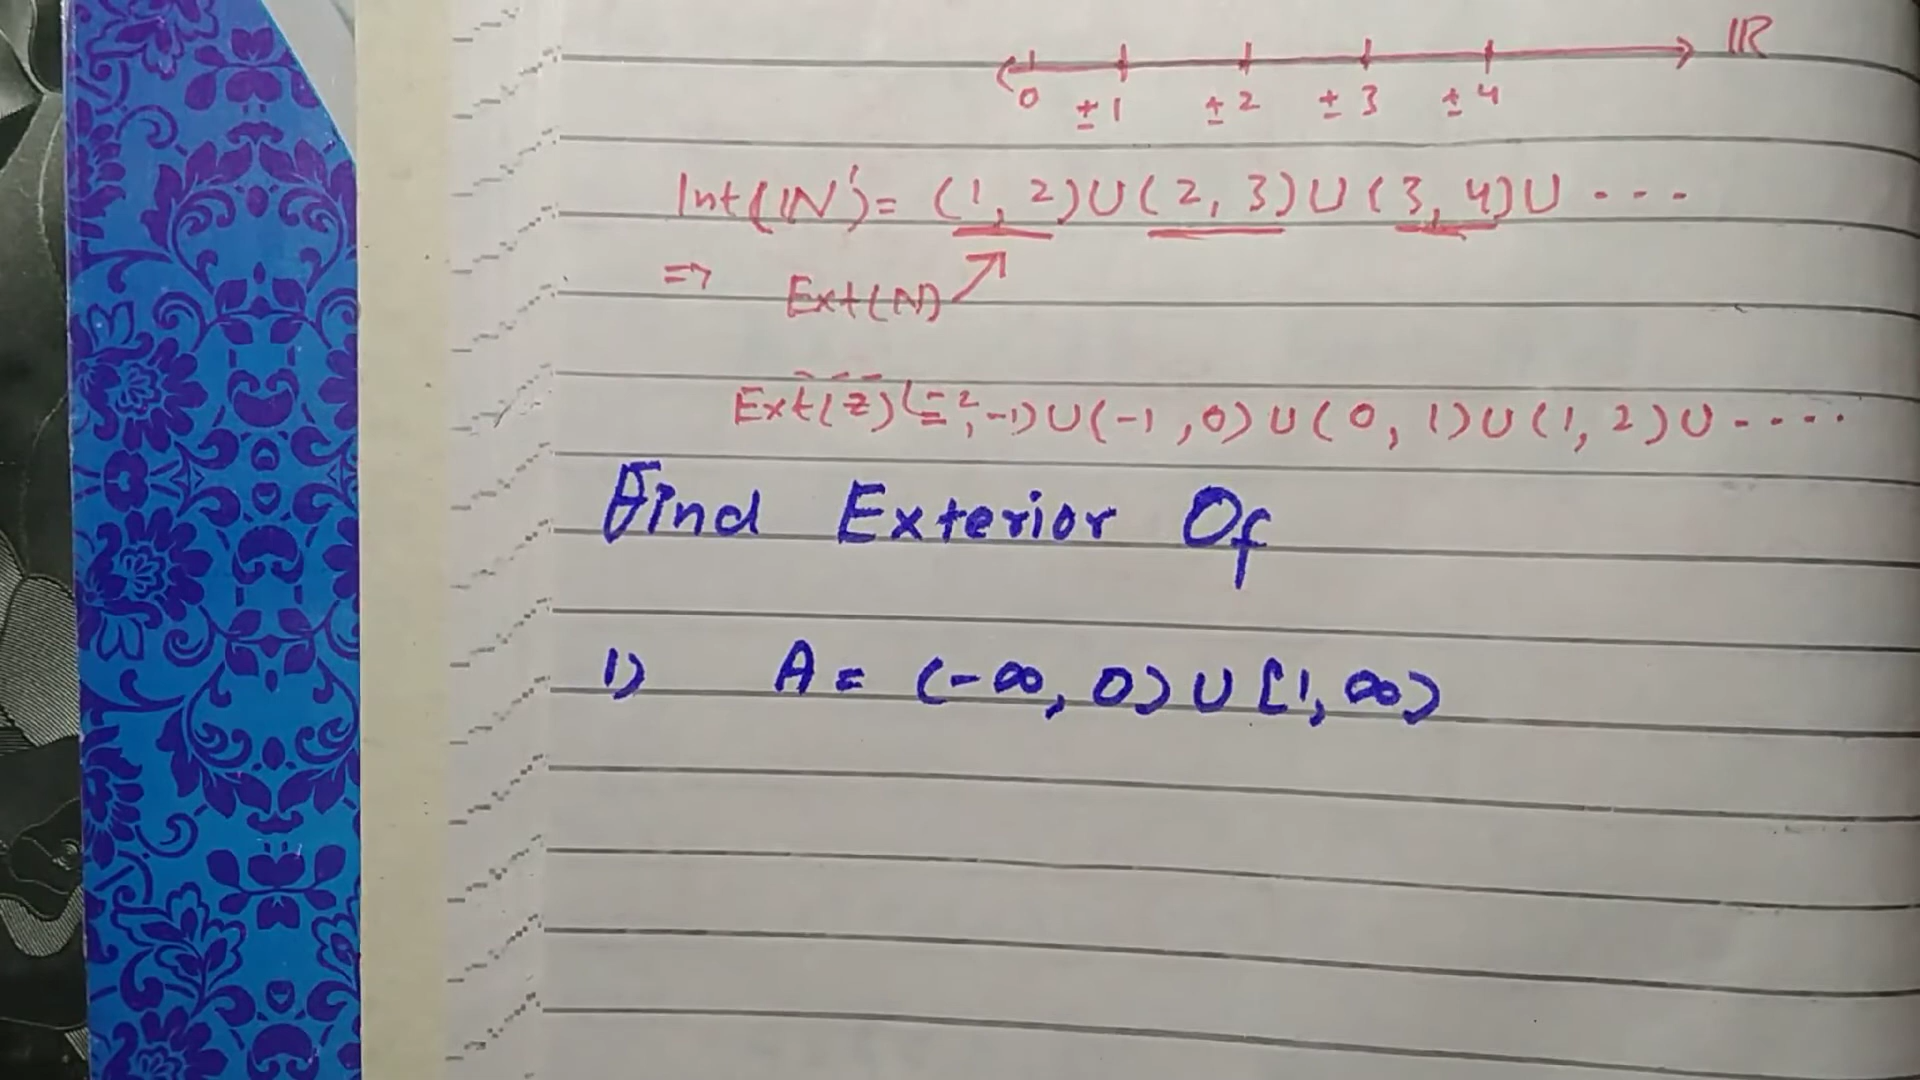 ℝ
0 ±1 ±2 ±3 ±4
Int(ℕ') = (1, 2) ∪ (2, 3) ∪ (3, 4) ∪ ---
=> Ext(N)
Ext(Z) (=-2, -1) ∪ (-1, 0) ∪ (0, 1) ∪ (1, 2) ∪ ----
Find Exterior Of
1) A = (-∞, 0) ∪ [1, ∞)